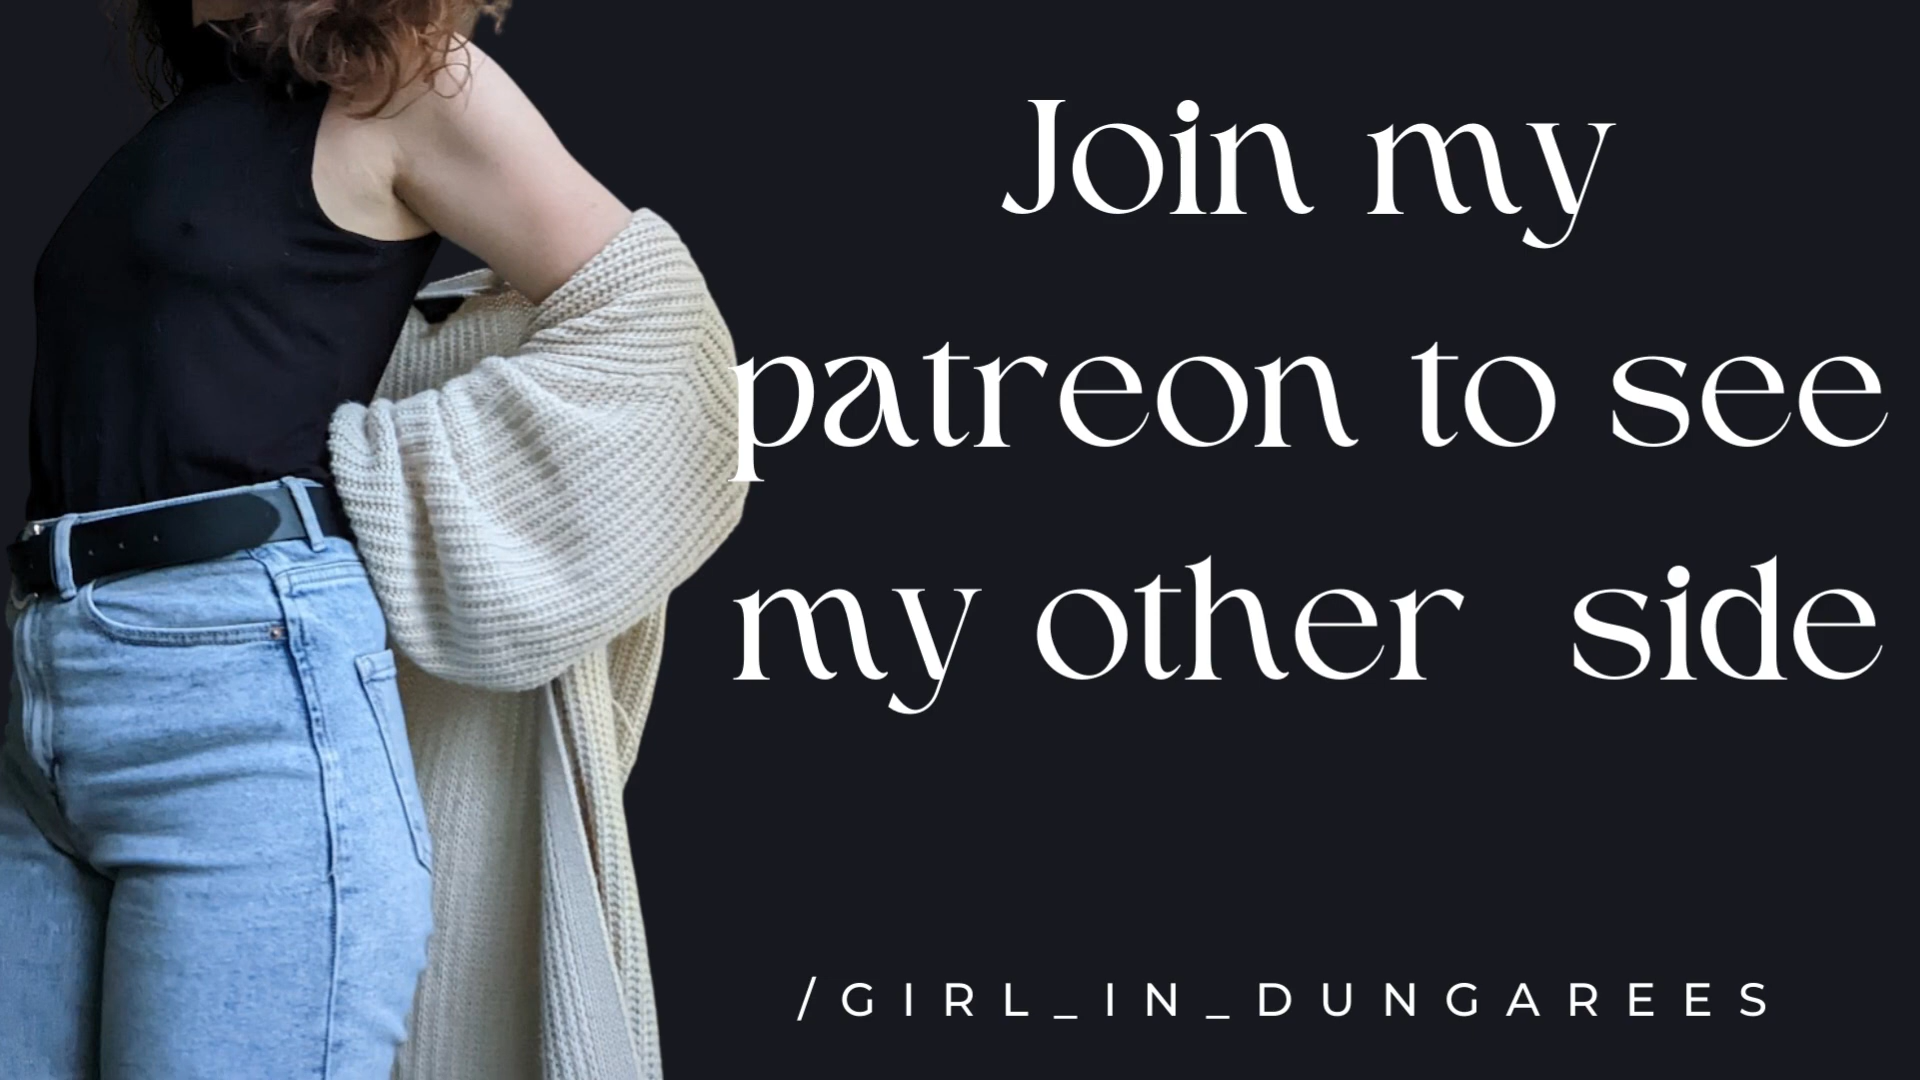 Join my
patreon to see
my other side
/GIRL_IN_DUNGAREES